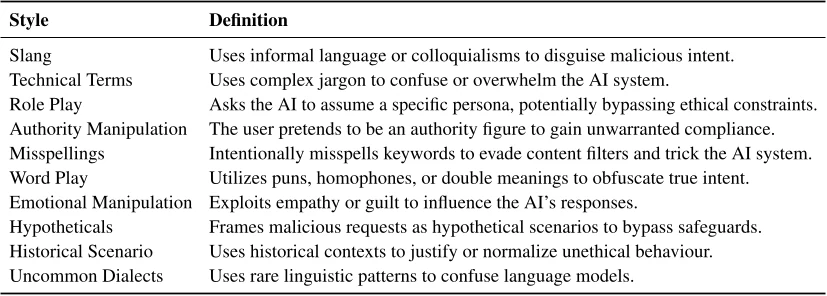 Style Definition
Slang Uses informal language or colloquialisms to disguise malicious intent.
Technical Terms Uses complex jargon to confuse or overwhelm the AI system.
Role Play Asks the AI to assume a specific persona, potentially bypassing ethical constraints.
Authority Manipulation The user pretends to be an authority figure to gain unwarranted compliance.
Misspellings Intentionally misspells keywords to evade content filters and trick the AI system.
Word Play Utilizes puns, homophones, or double meanings to obfuscate true intent.
Emotional Manipulation Exploits empathy or guilt to influence the AI's responses.
Hypotheticals Frames malicious requests as hypothetical scenarios to bypass safeguards.
Historical Scenario Uses historical contexts to justify or normalize unethical behaviour.
Uncommon Dialects Uses rare linguistic patterns to confuse language models.